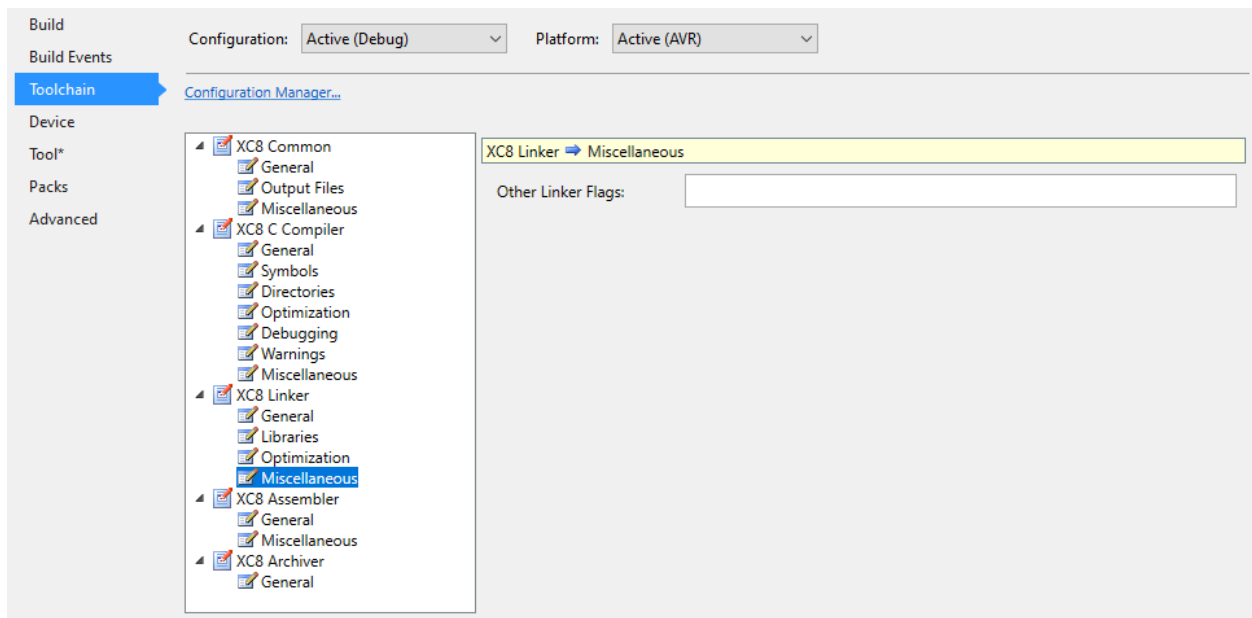 Build
Build Events
Toolchain
Device
Tool*
Packs
Advanced
Configuration: Active (Debug) Platform: Active (AVR)
Configuration Manager...
XC8 Common
General
Output Files
Miscellaneous
XC8 C Compiler
General
Symbols
Directories
Optimization
Debugging
Warnings
Miscellaneous
XC8 Linker
General
Libraries
Optimization
Miscellaneous
XC8 Assembler
General
Miscellaneous
XC8 Archiver
General
XC8 Linker Miscellaneous
Other Linker Flags: